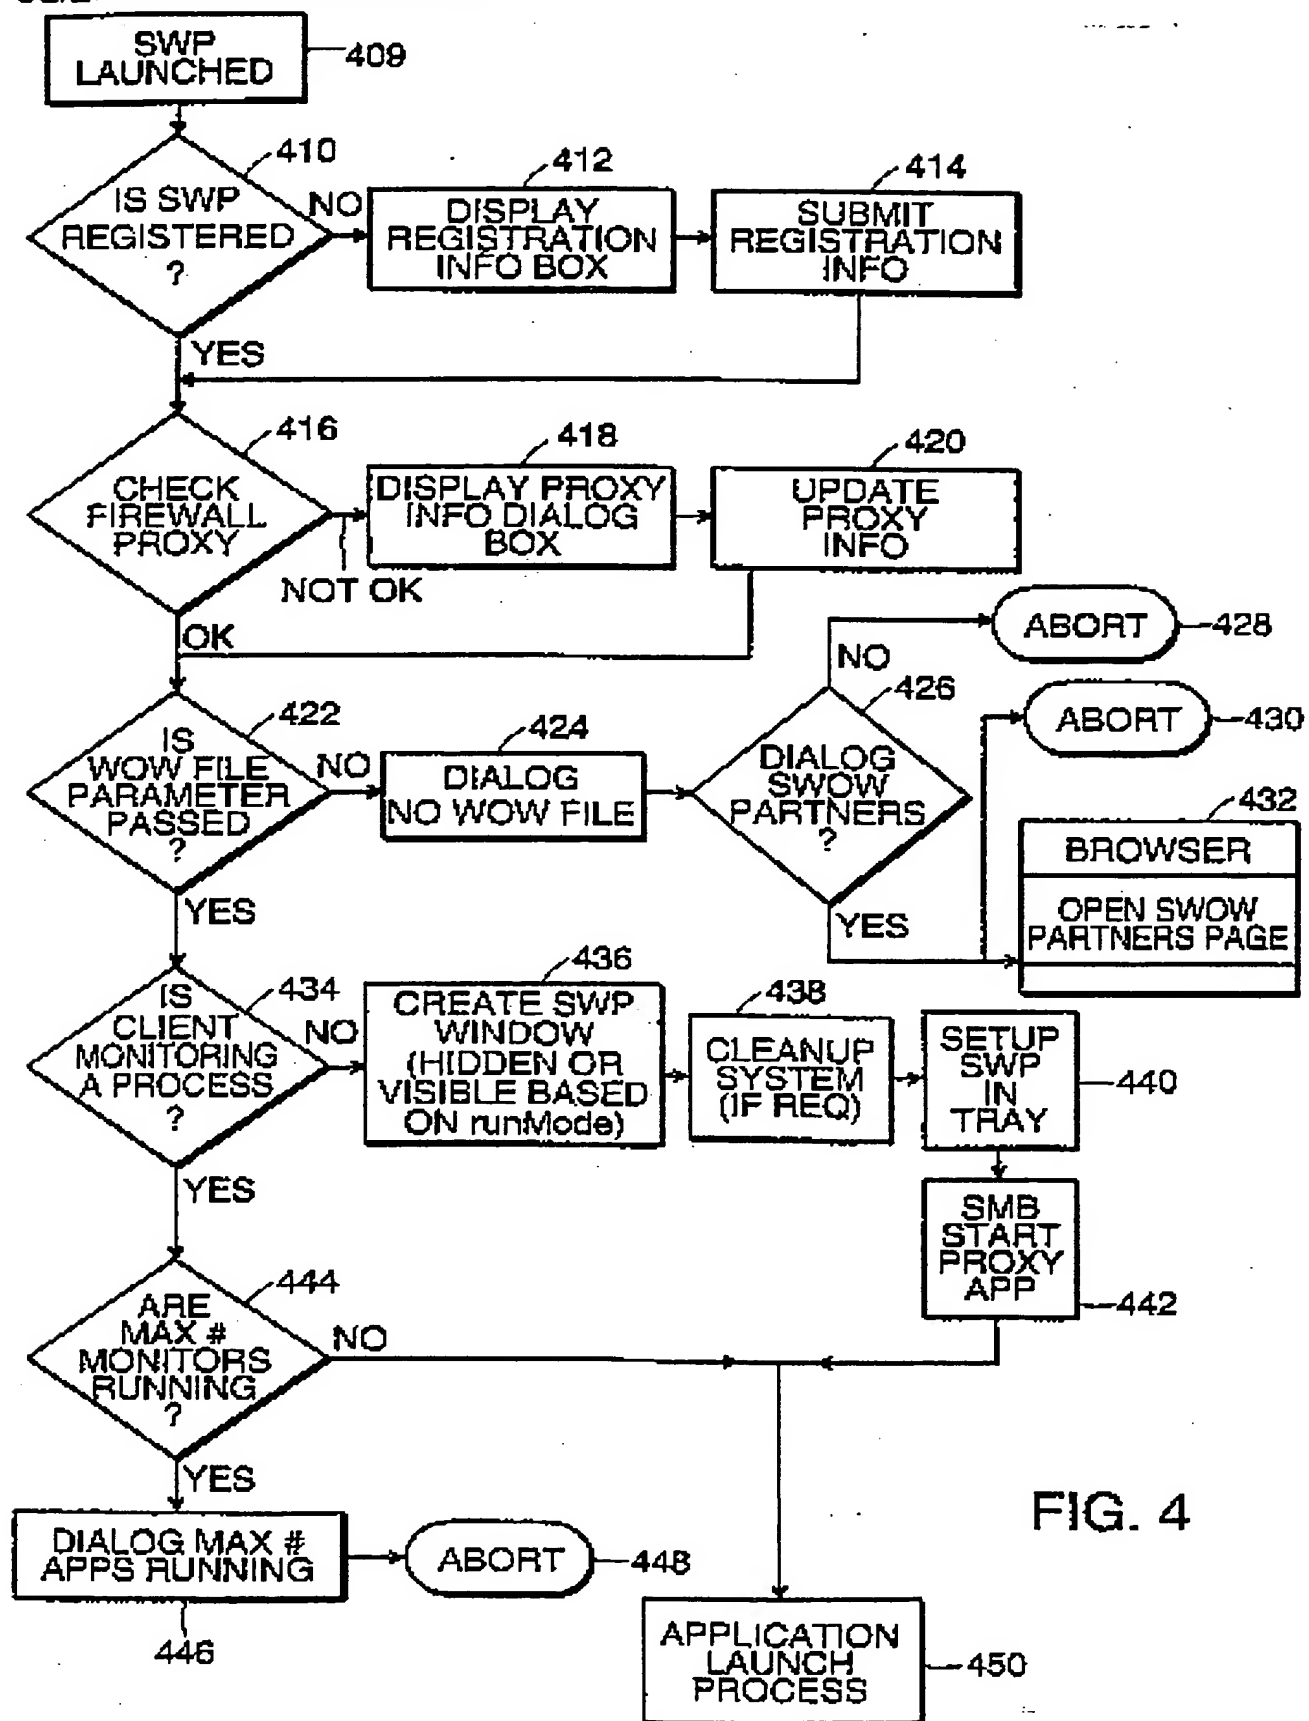 SWP
LAUNCHED
409
410
IS SWP
REGISTERED
?
NO
412
DISPLAY
REGISTRATION
INFO BOX
414
SUBMIT
REGISTRATION
INFO
YES
416
CHECK
FIREWALL
PROXY
NOT OK
418
DISPLAY PROXY
INFO DIALOG
BOX
420
UPDATE
PROXY
INFO
OK
422
IS
WOW FILE
PARAMETER
PASSED
?
NO
424
DIALOG
NO WOW FILE
426
DIALOG
SWOW
PARTNERS
?
NO
ABORT
428
ABORT
430
YES
432
BROWSER
OPEN SWOW
PARTNERS PAGE
YES
434
IS
CLIENT
MONITORING
A PROCESS
?
NO
436
CREATE SWP
WINDOW
(HIDDEN OR
VISIBLE BASED
ON runMode)
438
CLEANUP
SYSTEM
(IF REQ)
SETUP
SWP
IN
TRAY
440
SMB
START
PROXY
APP
442
YES
444
ARE
MAX #
MONITORS
RUNNING
?
NO
YES
DIALOG MAX #
APPS RUNNING
446
ABORT
448
APPLICATION
LAUNCH
PROCESS
450
FIG. 4